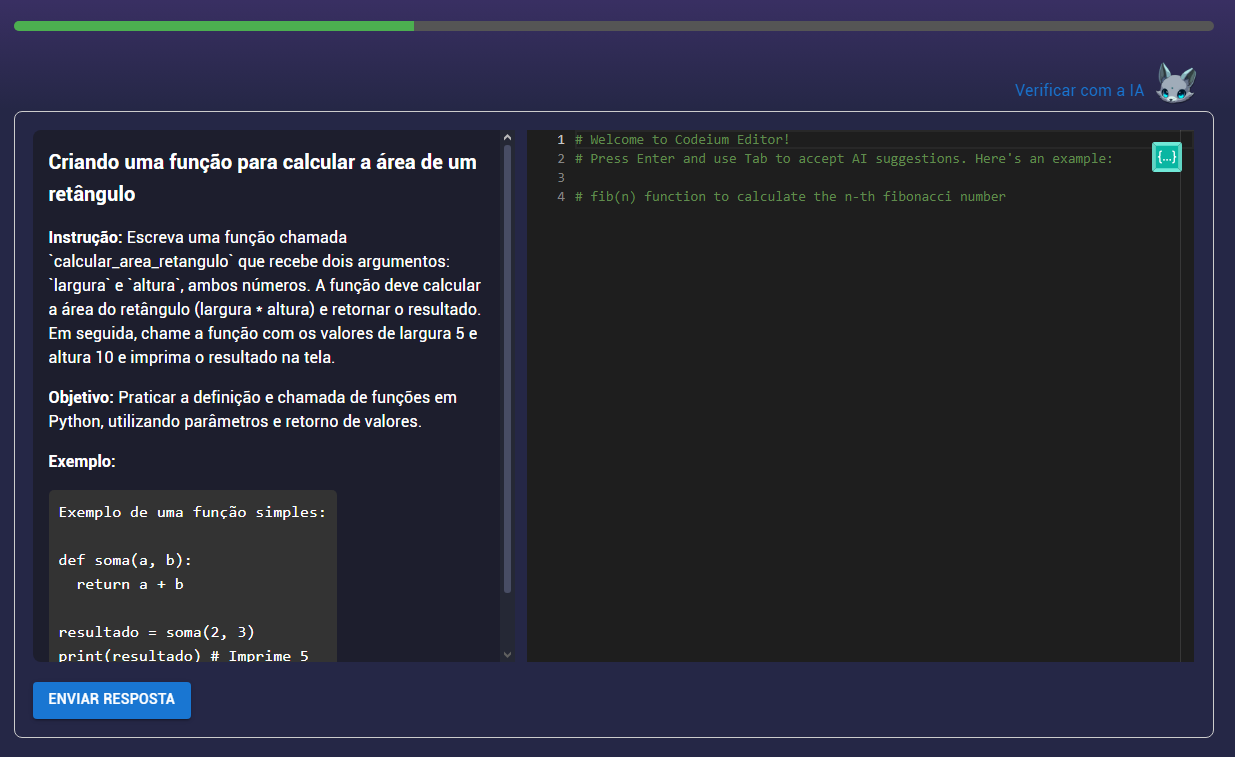 Verificar com a IA
Criando uma função para calcular a área de um
retângulo
Instrução: Escreva uma função chamada
`calcular_area_retangulo` que recebe dois argumentos:
`largura` e `altura`, ambos números. A função deve calcular
a área do retângulo (largura * altura) e retornar o resultado.
Em seguida, chame a função com os valores de largura 5 e
altura 10 e imprima o resultado na tela.
Objetivo: Praticar a definição e chamada de funções em
Python, utilizando parâmetros e retorno de valores.
Exemplo:
Exemplo de uma função simples:
def soma(a, b):
  return a + b
resultado = soma(2, 3)
print(resultado) # Imprime 5
1 # Welcome to Codeium Editor!
2 # Press Enter and use Tab to accept AI suggestions. Here's an example:
3
4 # fib(n) function to calculate the n-th fibonacci number
{...}
ENVIAR RESPOSTA